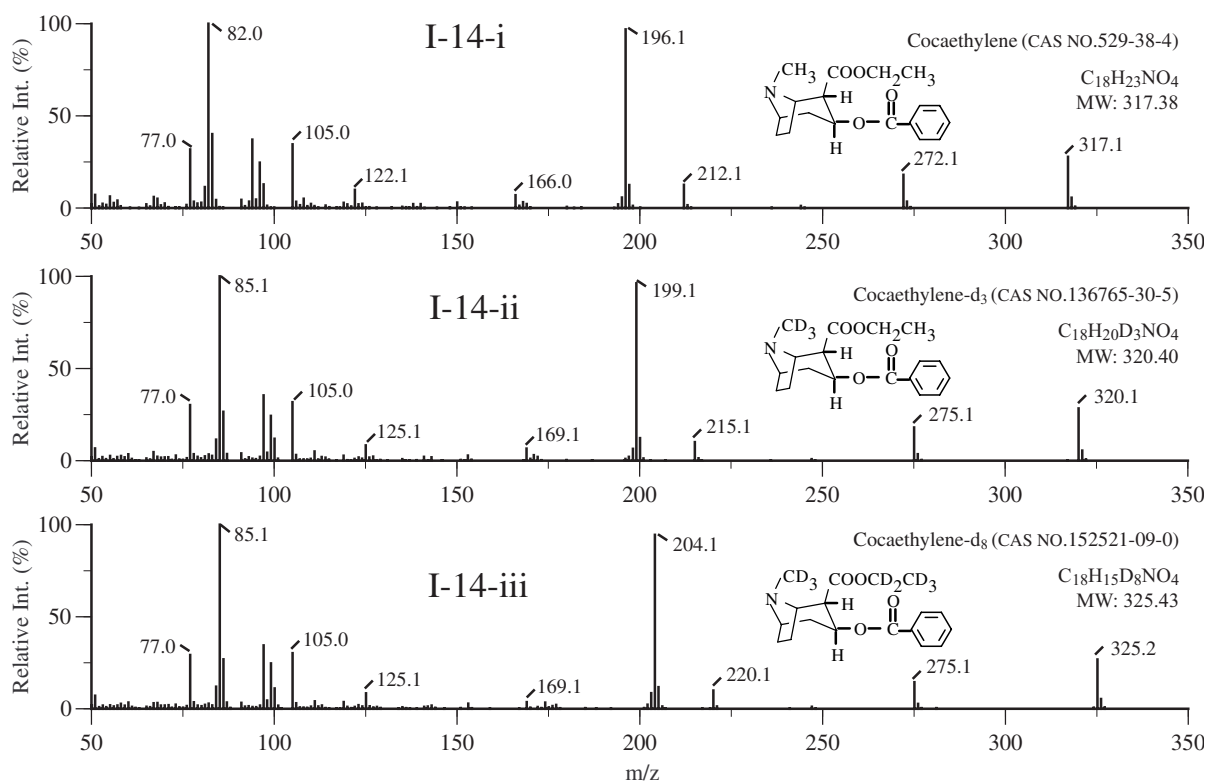 I-14-i
Cocaethylene (CAS NO.529-38-4)
C18H23NO4
MW: 317.38
Relative Int. (%)
100
50
0
77.0
82.0
105.0
122.1
166.0
196.1
212.1
272.1
317.1
N
CH3
COOCH2CH3
H
O
O C
H
50 100 150 200 250 300 350
I-14-ii
Cocaethylene-d3 (CAS NO.136765-30-5)
C18H20D3NO4
MW: 320.40
Relative Int. (%)
100
50
0
77.0
85.1
105.0
125.1
169.1
199.1
215.1
275.1
320.1
N
CD3
COOCH2CH3
H
O
O C
H
50 100 150 200 250 300 350
I-14-iii
Cocaethylene-d8 (CAS NO.152521-09-0)
C18H15D8NO4
MW: 325.43
Relative Int. (%)
100
50
0
77.0
85.1
105.0
125.1
169.1
204.1
220.1
275.1
325.2
N
CD3
COOCD2CD3
H
O
O C
H
50 100 150 200 250 300 350
m/z